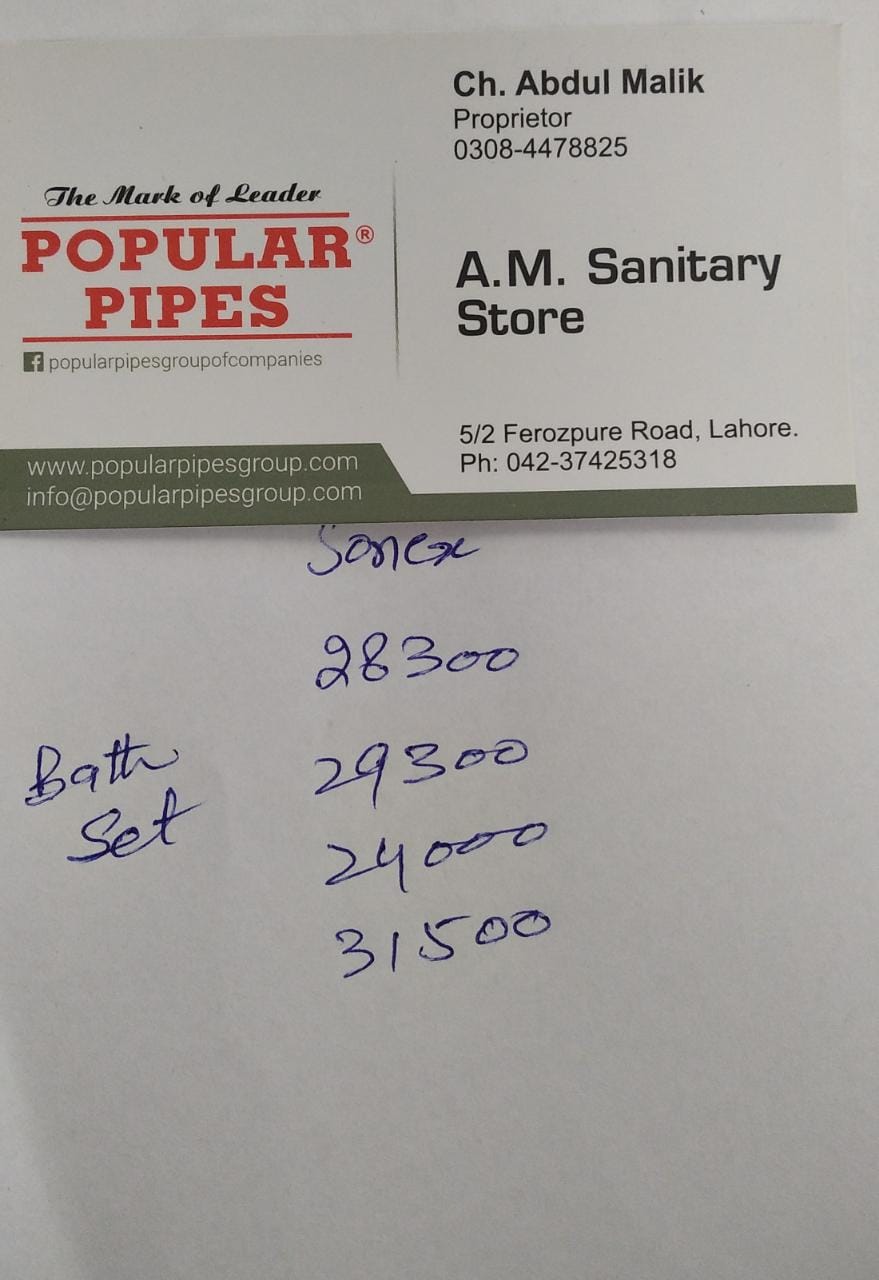 The Mark of Leader
POPULAR®
PIPES
popularpipesgroupofcompanies
www.popularpipesgroup.com
info@popularpipesgroup.com
Ch. Abdul Malik
Proprietor
0308-4478825
A.M. Sanitary
Store
5/2 Ferozpure Road, Lahore.
Ph: 042-37425318
Sonex
28300
Bath
Set
29300
24000
31500